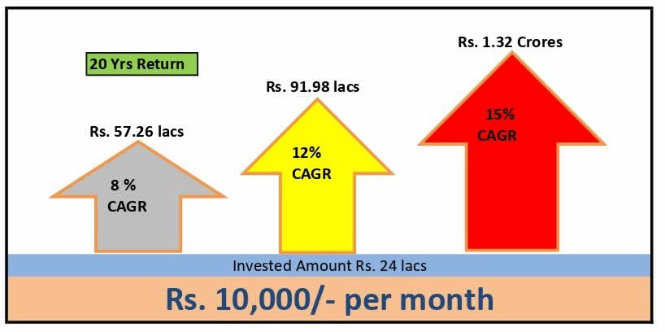 Rs. 1.32 Crores
20 Yrs Return
Rs. 91.98 lacs
Rs. 57.26 lacs
15%
CAGR
12%
CAGR
8 %
CAGR
Invested Amount Rs. 24 lacs
Rs. 10,000/- per month